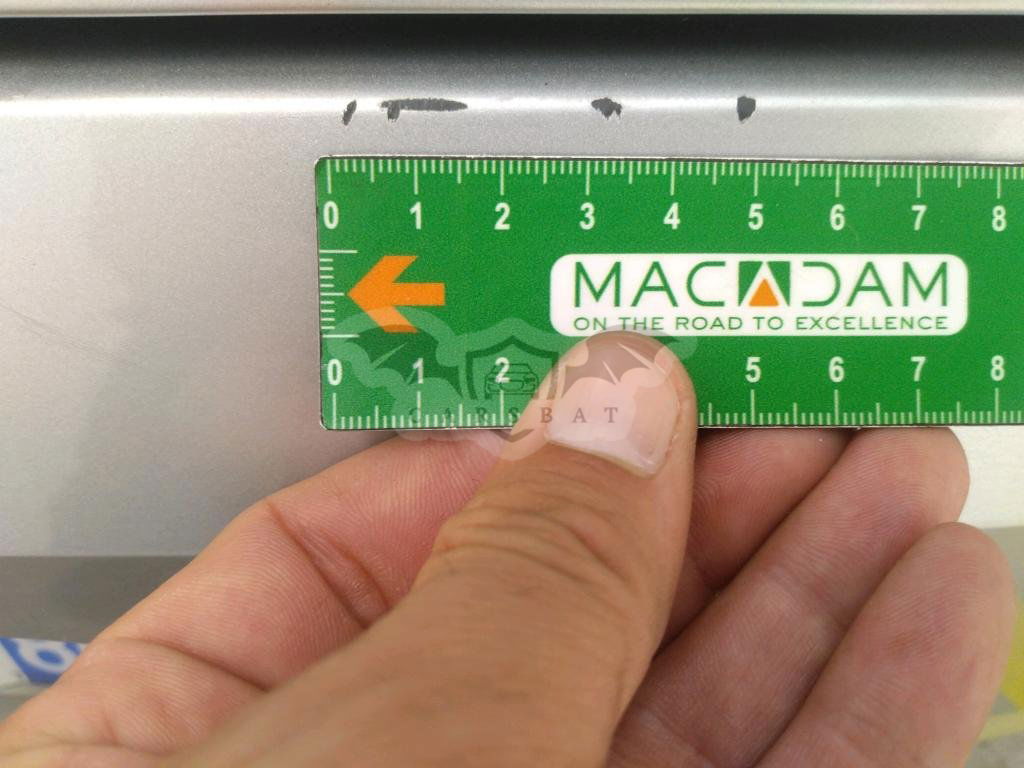 0 1 2 3 4 5 6 7 8
MACADAM
ON THE ROAD TO EXCELLENCE
0 1 2 5 6 7 8
CARSBAT